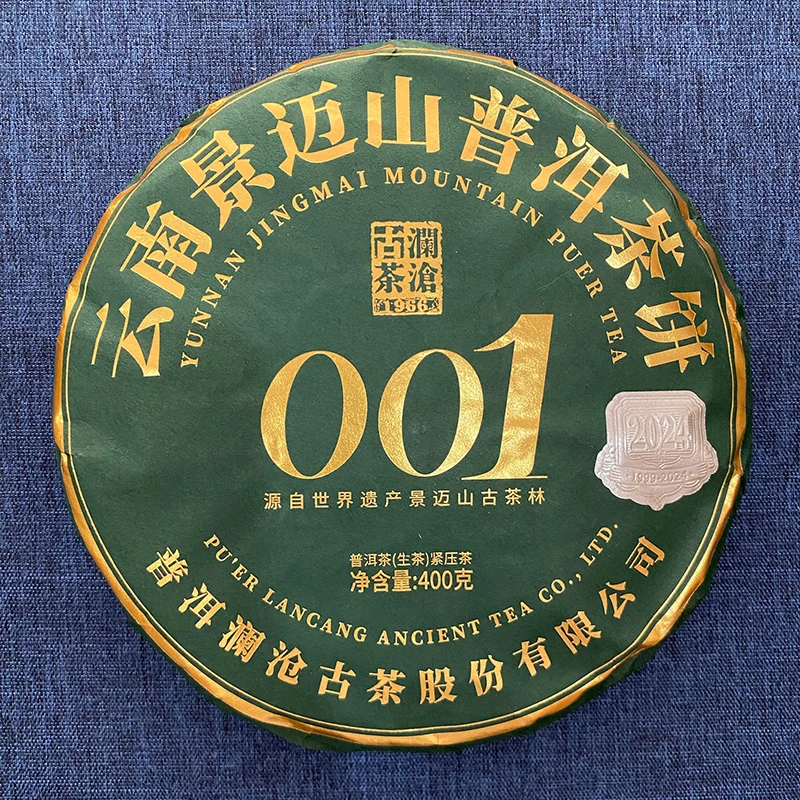 云南景迈山普洱茶饼
YUNNAN JINGMAI MOUNTAIN PUER TEA
瀾滄
古茶
1966
001
源自世界遗产景迈山古茶林
2024
·1999-2024·
普洱茶(生茶)紧压茶
净含量:400克
PU'ER LANCANG ANCIENT TEA CO., LTD.
普洱澜沧古茶股份有限公司